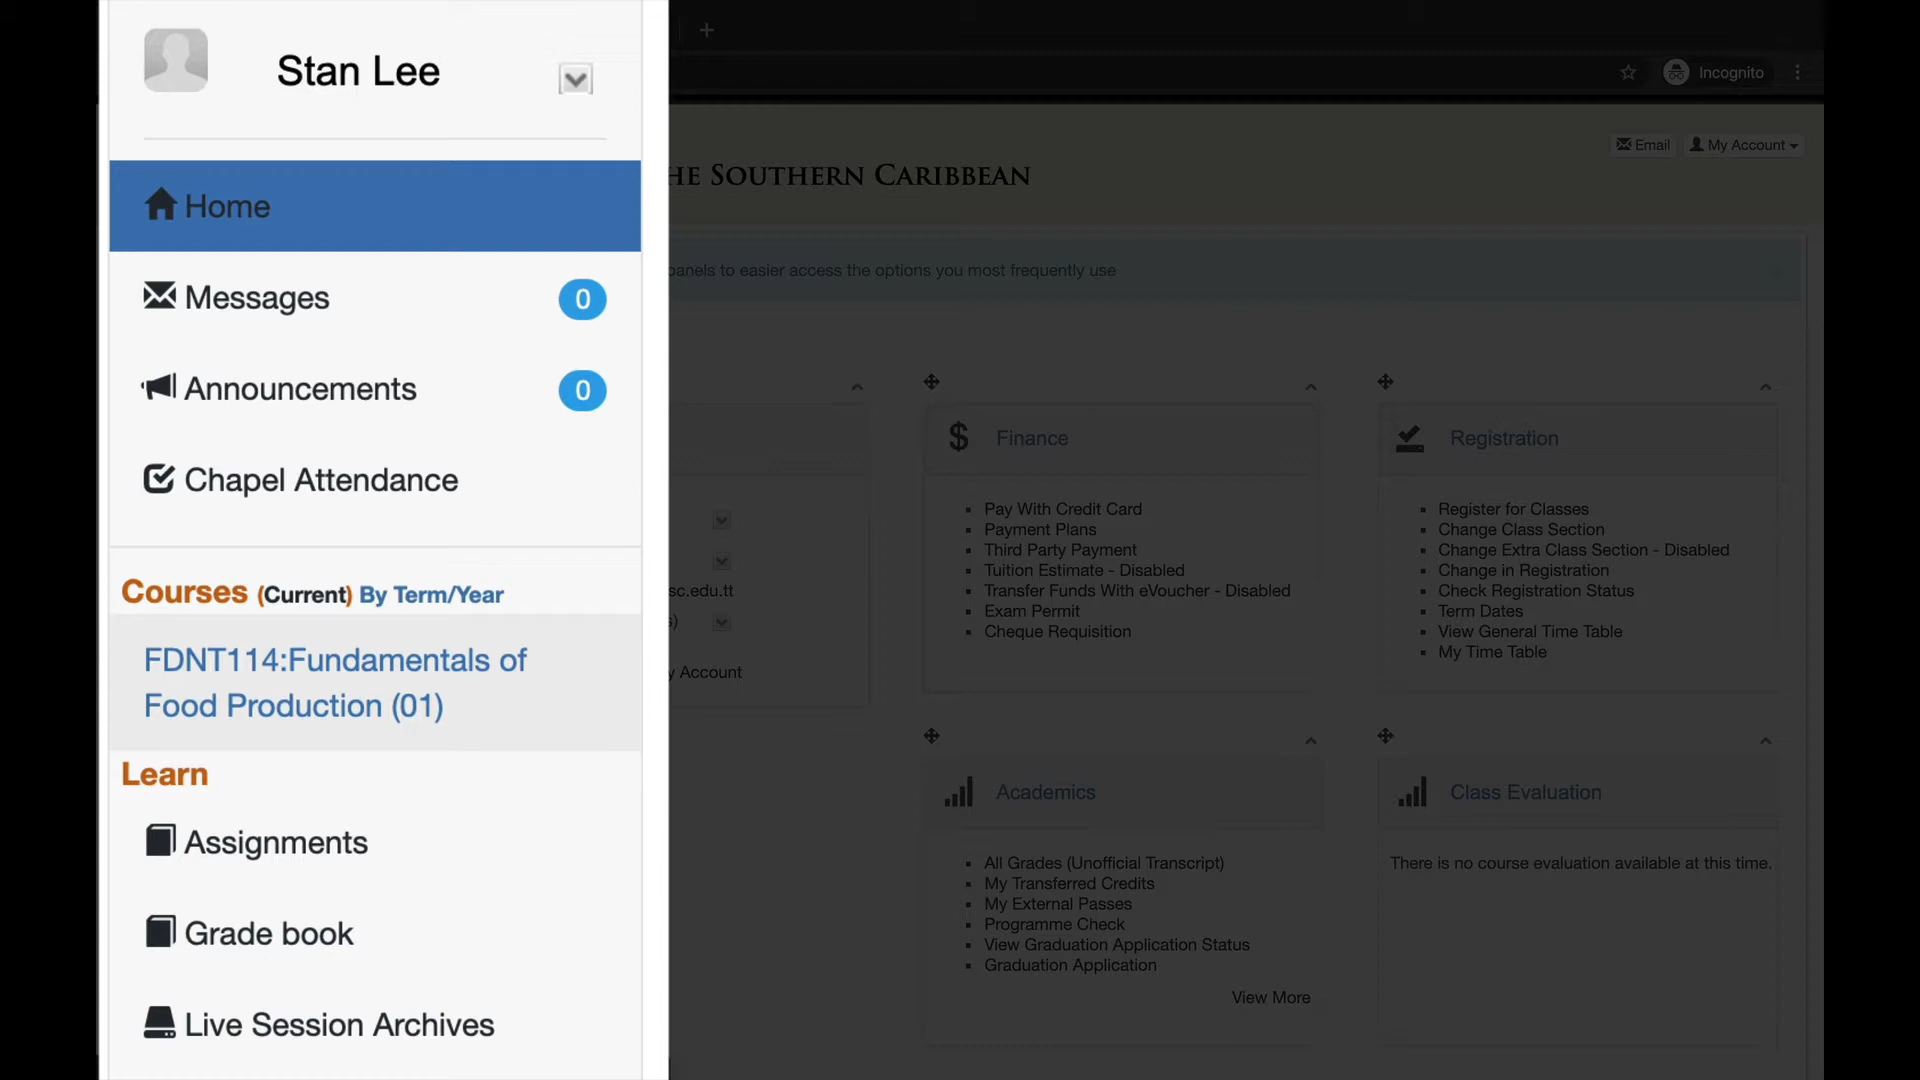 Stan Lee
Home
Messages 0
Announcements 0
Chapel Attendance
Courses (Current) By Term/Year
FDNT114:Fundamentals of
Food Production (01)
Learn
Assignments
Grade book
Live Session Archives
Incognito
Email My Account
HE SOUTHERN CARIBBEAN
panels to easier access the options you most frequently use
sc.edu.tt
s)
y Account
Finance
Pay With Credit Card
Payment Plans
Third Party Payment
Tuition Estimate - Disabled
Transfer Funds With eVoucher - Disabled
Exam Permit
Cheque Requisition
Registration
Register for Classes
Change Class Section
Change Extra Class Section - Disabled
Change in Registration
Check Registration Status
Term Dates
View General Time Table
My Time Table
Academics
All Grades (Unofficial Transcript)
My Transferred Credits
My External Passes
Programme Check
View Graduation Application Status
Graduation Application
View More
Class Evaluation
There is no course evaluation available at this time.